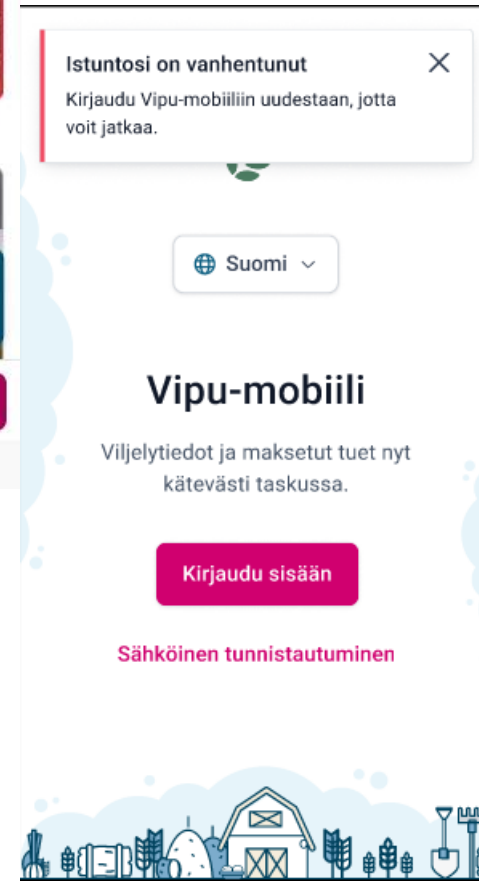 Istuntosi on vanhentunut
Kirjaudu Vipu-mobiiliin uudestaan, jotta
voit jatkaa.
Suomi
Vipu-mobiili
Viljelytiedot ja maksetut tuet nyt
kätevästi taskussa.
Kirjaudu sisään
Sähköinen tunnistautuminen